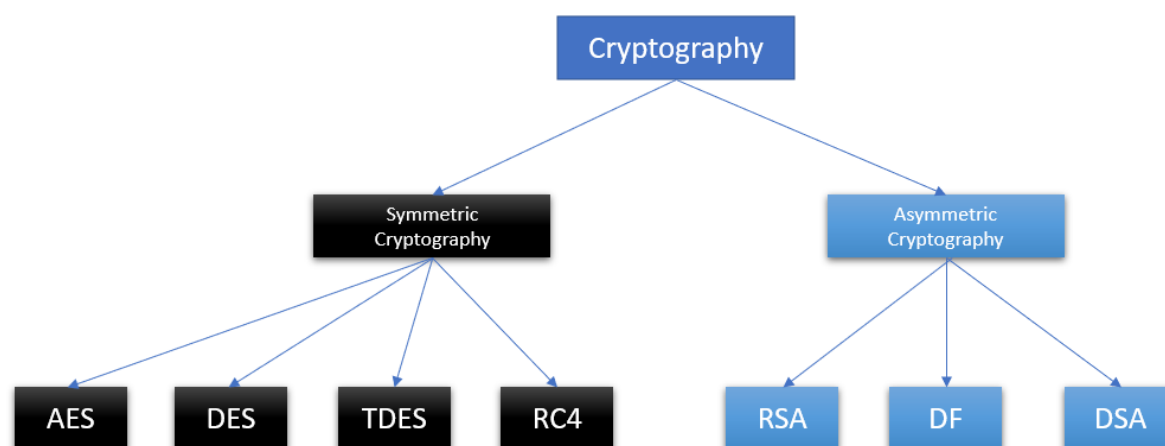 Cryptography
Symmetric
Cryptography
Asymmetric
Cryptography
AES
DES
TDES
RC4
RSA
DF
DSA